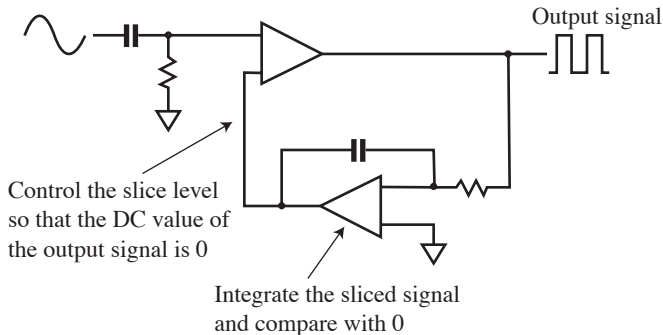 Output signal
Control the slice level
so that the DC value of
the output signal is 0
Integrate the sliced signal
and compare with 0